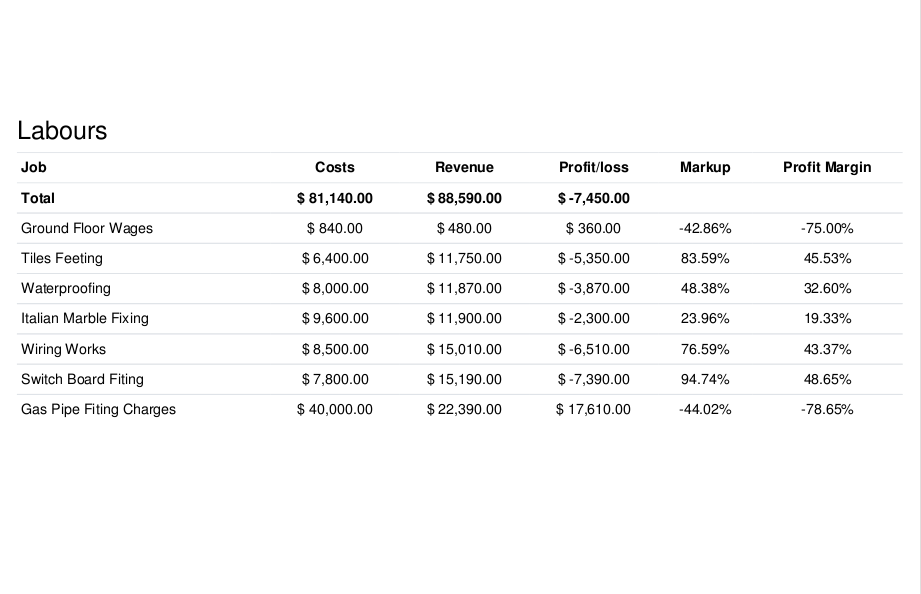 Labours
Job Costs Revenue Profit/loss Markup Profit Margin
Total $ 81,140.00 $ 88,590.00 $ -7,450.00
Ground Floor Wages $ 840.00 $ 480.00 $ 360.00 -42.86% -75.00%
Tiles Feeting $ 6,400.00 $ 11,750.00 $ -5,350.00 83.59% 45.53%
Waterproofing $ 8,000.00 $ 11,870.00 $ -3,870.00 48.38% 32.60%
Italian Marble Fixing $ 9,600.00 $ 11,900.00 $ -2,300.00 23.96% 19.33%
Wiring Works $ 8,500.00 $ 15,010.00 $ -6,510.00 76.59% 43.37%
Switch Board Fiting $ 7,800.00 $ 15,190.00 $ -7,390.00 94.74% 48.65%
Gas Pipe Fiting Charges $ 40,000.00 $ 22,390.00 $ 17,610.00 -44.02% -78.65%